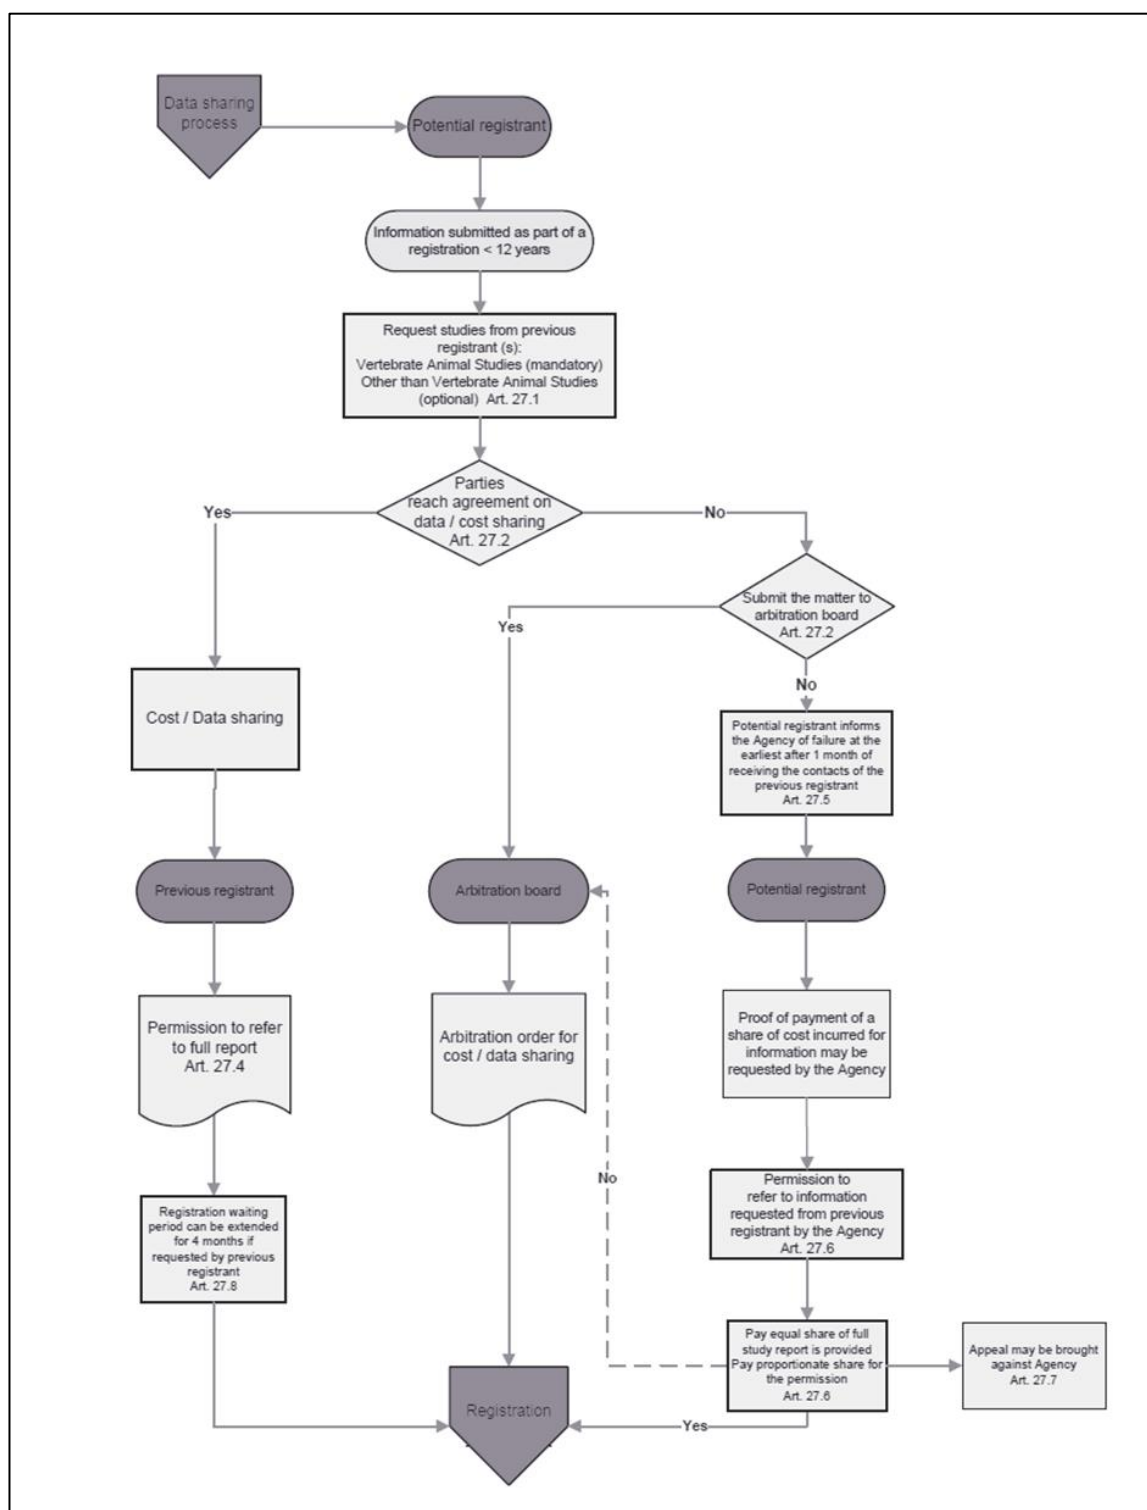 Data sharing
process
Potential registrant
Information submitted as part of a
registration < 12 years
Request studies from previous
registrant (s):
Vertebrate Animal Studies (mandatory)
Other than Vertebrate Animal Studies
(optional) Art. 27.1
Parties
reach agreement on
data / cost sharing
Art. 27.2
Yes
No
Submit the matter to
arbitration board
Art. 27.2
Yes
No
Cost / Data sharing
Potential registrant informs
the Agency of failure at the
earliest after 1 month of
receiving the contacts of the
previous registrant
Art. 27.5
Previous registrant
Arbitration board
Potential registrant
Permission to refer
to full report
Art. 27.4
Arbitration order for
cost / data sharing
Proof of payment of a
share of cost incurred for
information may be
requested by the Agency
No
Permission to
refer to information
requested from previous
registrant by the Agency
Art. 27.6
Registration waiting
period can be extended
for 4 months if
requested by previous
registrant
Art. 27.8
Pay equal share of full
study report is provided
Pay proportionate share for
the permission
Art. 27.6
Appeal may be brought
against Agency
Art. 27.7
Registration
Yes